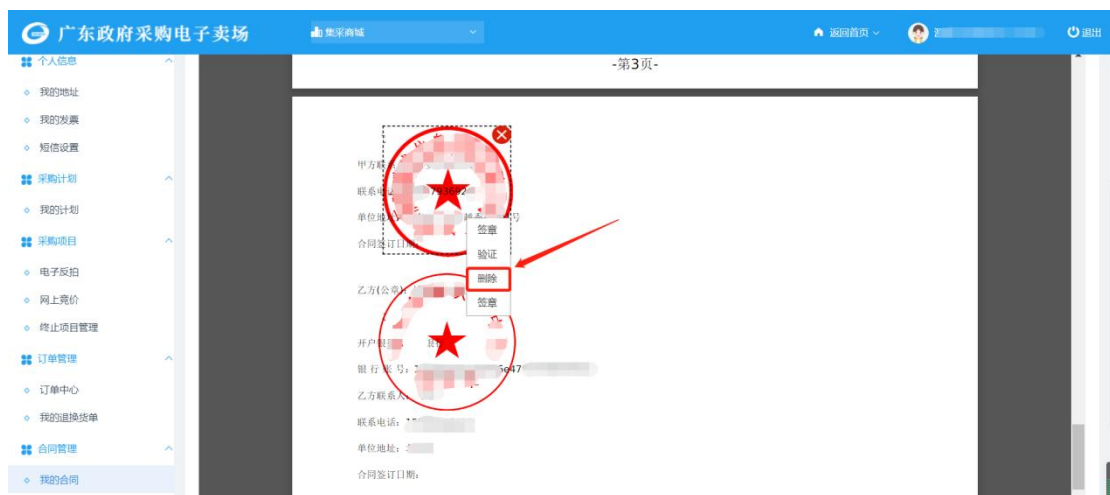 广东政府采购电子卖场
集采商城
返回首页
退出
个人信息
我的地址
我的发票
短信设置
采购计划
我的计划
采购项目
电子反拍
网上竞价
终止项目管理
订单管理
订单中心
我的退换货单
合同管理
我的合同
-第3页-
甲方联
联系电
单位地
合同签订日期
签章
验证
删除
签章
乙方(公章):
开户银
银行账号:
乙方联系人:
联系电话:
单位地址:
合同签订日期: